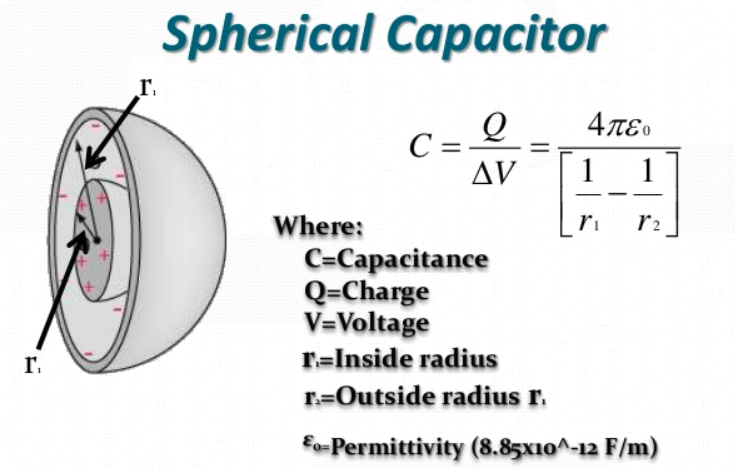 Spherical Capacitor
r₁
C = Q/ΔV = 4πε₀/[1/r₁ − 1/r₂]
Where:
C=Capacitance
Q=Charge
V=Voltage
r₁=Inside radius
r₂=Outside radius r₁
r₁
ε₀=Permittivity (8.85x10^-12 F/m)